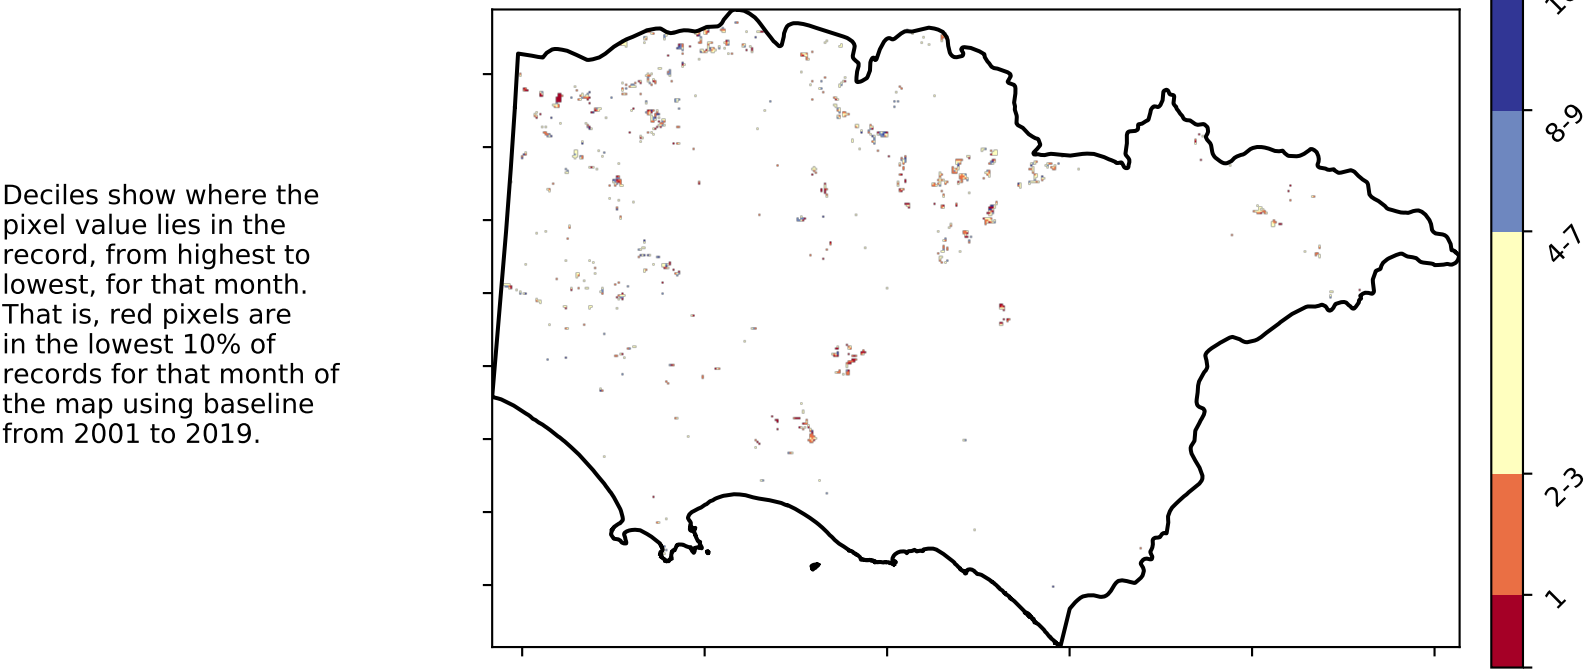 Deciles show where the
pixel value lies in the
record, from highest to
lowest, for that month.
That is, red pixels are
in the lowest 10% of
records for that month of
the map using baseline
from 2001 to 2019.
8-9
4-7
2-3
1